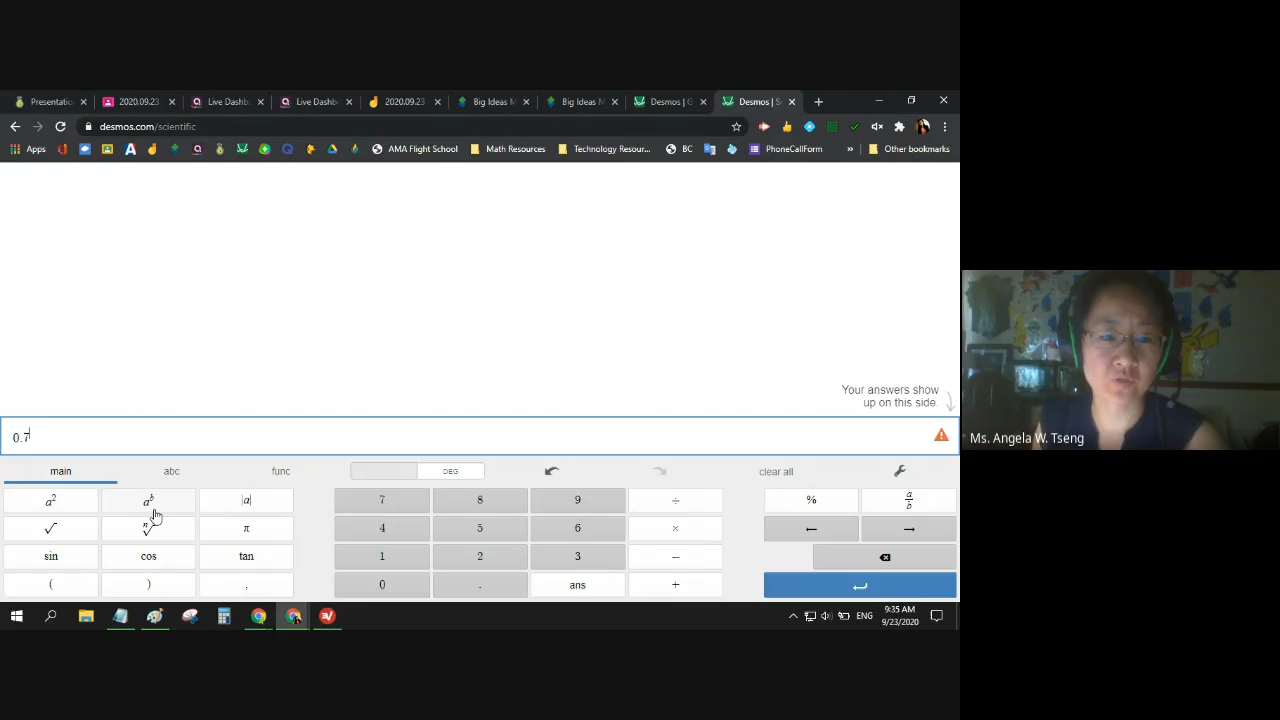 Presentation
2020.09.23
Live Dashb
Live Dashb
2020.09.23
Big Ideas M
Big Ideas M
Desmos | G
Desmos | S
desmos.com/scientific
Apps
AMA Flight School
Math Resources
Technology Resour...
BC
PhoneCallForm
»
Other bookmarks
Your answers show
up on this side
0.7
Ms. Angela W. Tseng
main abc func DEG clear all
a² aᵇ |a| 7 8 9 ÷ % a/b
√ ⁿ√ π 4 5 6 × ← →
sin cos tan 1 2 3 −
( ) , 0 . ans +
ENG
9:35 AM
9/23/2020